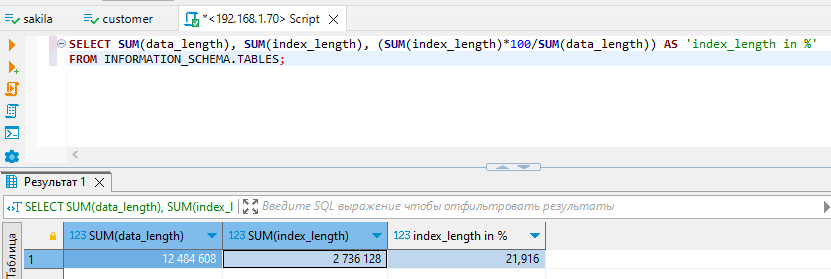 sakila customer *<192.168.1.70> Script
SELECT SUM(data_length), SUM(index_length), (SUM(index_length)*100/SUM(data_length)) AS 'index_length in %'
FROM INFORMATION_SCHEMA.TABLES;
Результат 1
SELECT SUM(data_length), SUM(index_l Введите SQL выражение чтобы отфильтровать результаты
Таблица
123 SUM(data_length) 123 SUM(index_length) 123 index_length in %
1 12 484 608 2 736 128 21,916